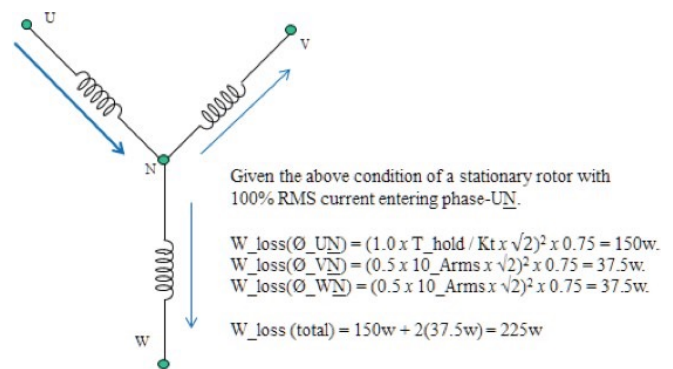 U
V
N
W
Given the above condition of a stationary rotor with
100% RMS current entering phase-UN.
W_loss(Ø_UN) = (1.0 x T_hold / Kt x √2)² x 0.75 = 150w.
W_loss(Ø_VN) = (0.5 x 10_Arms x √2)² x 0.75 = 37.5w.
W_loss(Ø_WN) = (0.5 x 10_Arms x √2)² x 0.75 = 37.5w.
W_loss (total) = 150w + 2(37.5w) = 225w